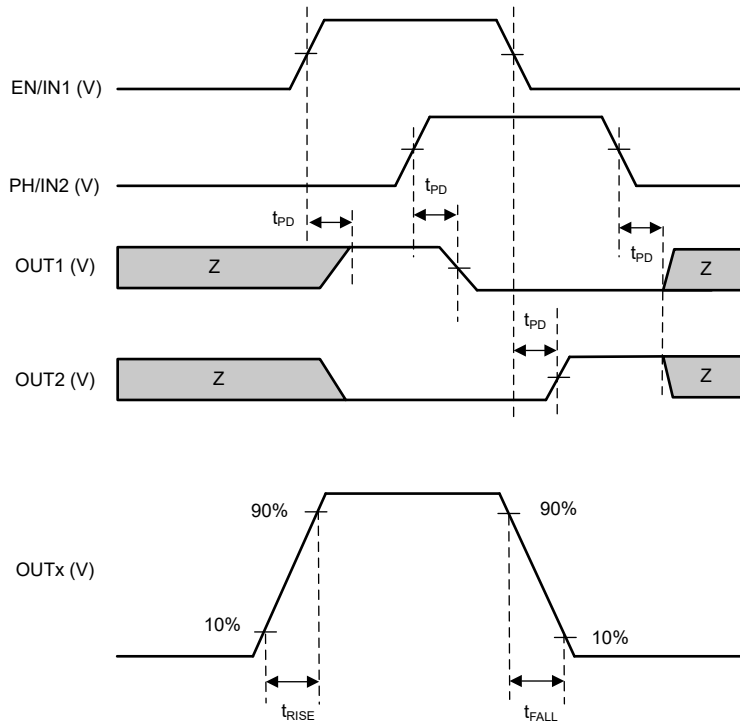 EN/IN1 (V)
PH/IN2 (V)
tPD
tPD
tPD
OUT1 (V)
Z
Z
tPD
OUT2 (V)
Z
Z
90%
90%
OUTx (V)
10%
10%
tRISE
tFALL